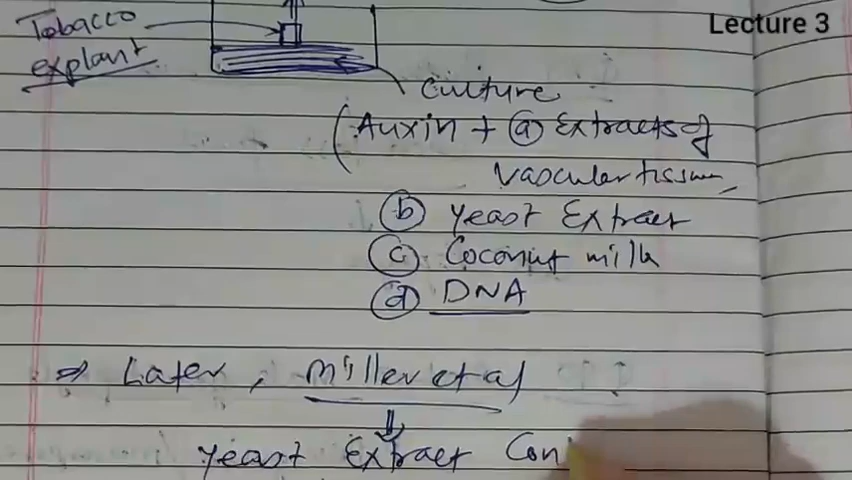 Lecture 3
Tobacco
explant
Culture
(Auxin + (a) Extracts of
vascular tissue,
(b) Yeast Extract
(c) Coconut milk
(d) DNA
⇒ Later, Miller et al
Yeast Extract Con